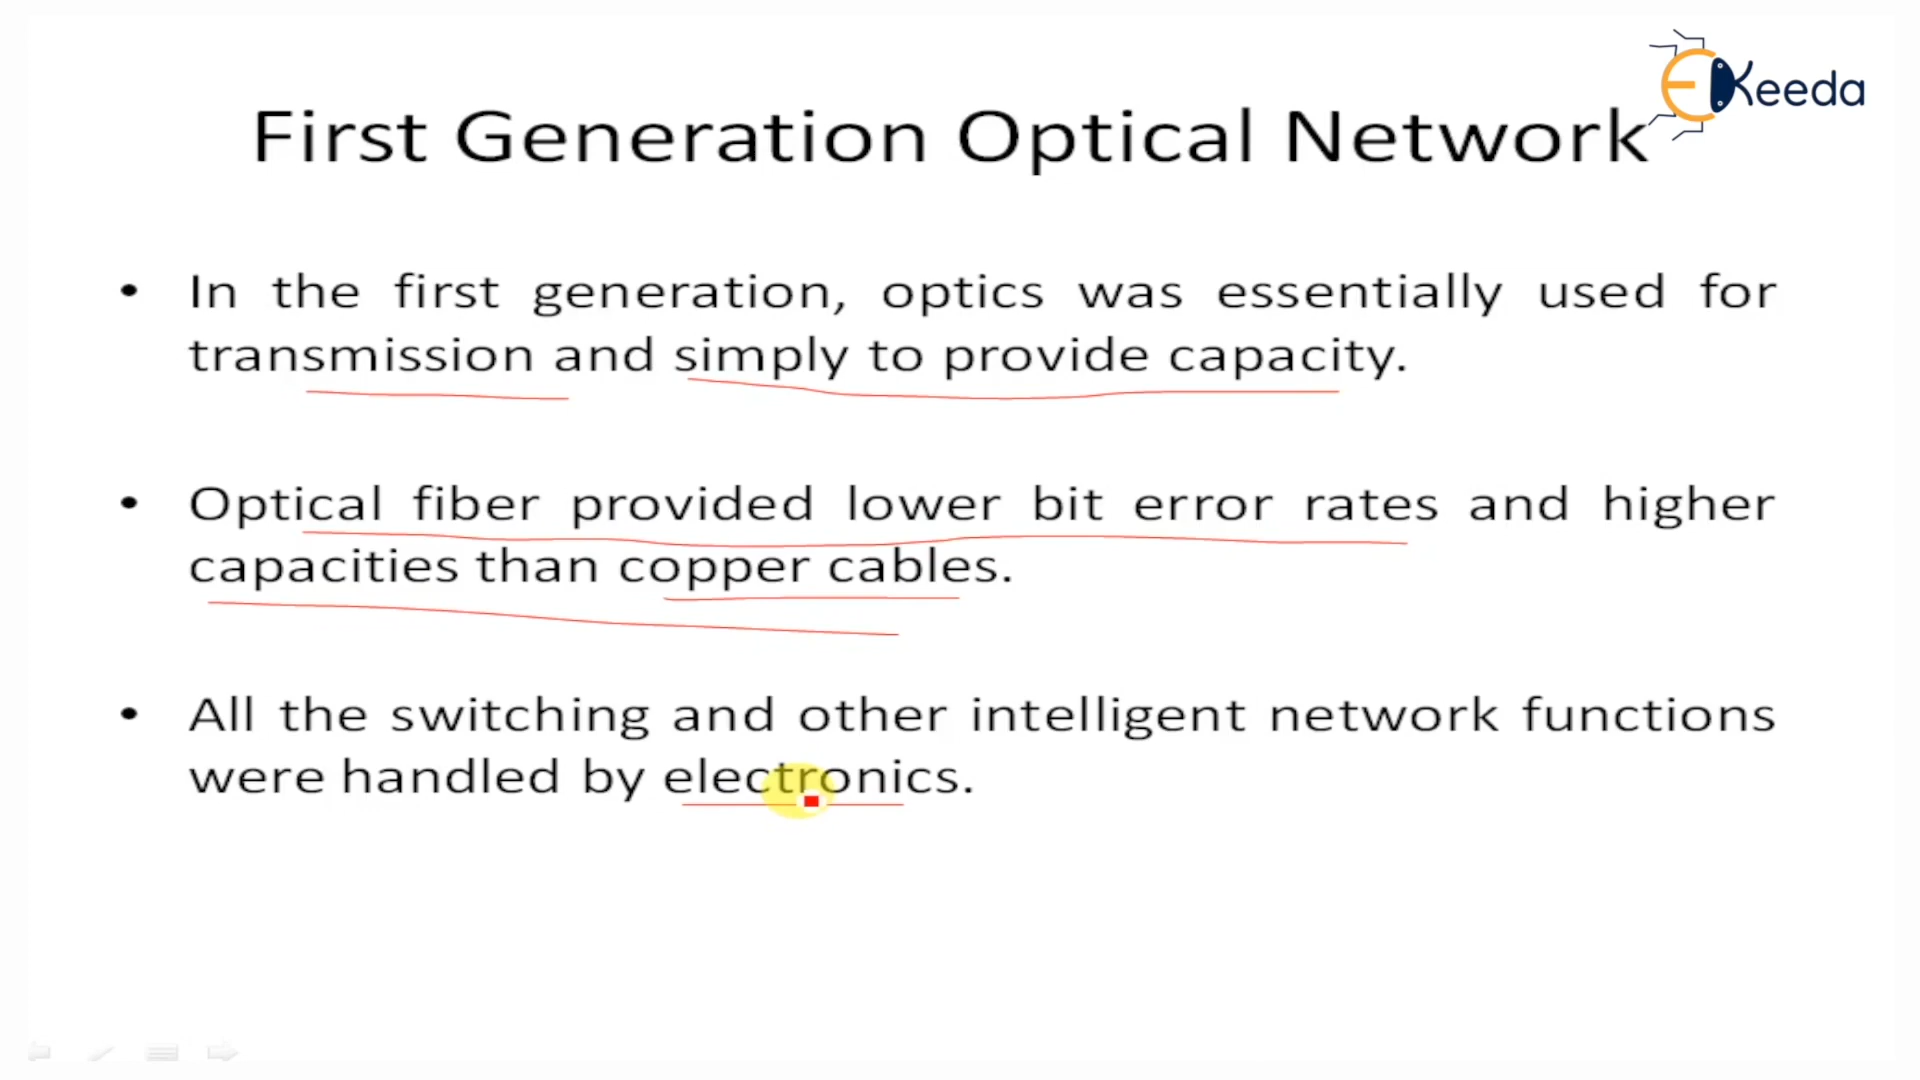 EKeeda
First Generation Optical Network
• In the first generation, optics was essentially used for
transmission and simply to provide capacity.
• Optical fiber provided lower bit error rates and higher
capacities than copper cables.
• All the switching and other intelligent network functions
were handled by electronics.